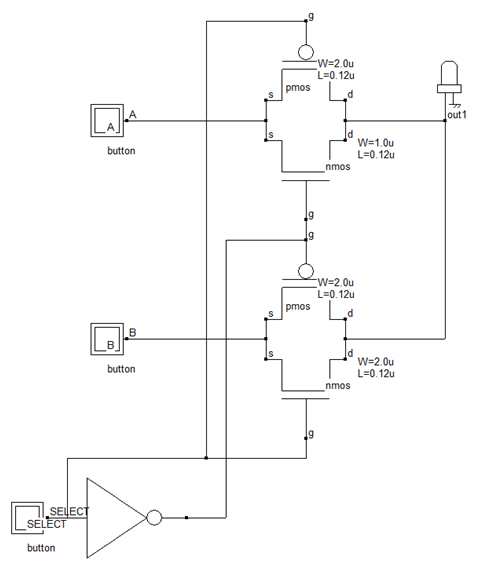 g
W=2.0u
L=0.12u
pmos
s
d
A
A
out1
s
d
W=1.0u
L=0.12u
button
nmos
g
g
W=2.0u
L=0.12u
pmos
s
d
B
B
s
d
W=2.0u
L=0.12u
button
nmos
g
SELECT
SELECT
button